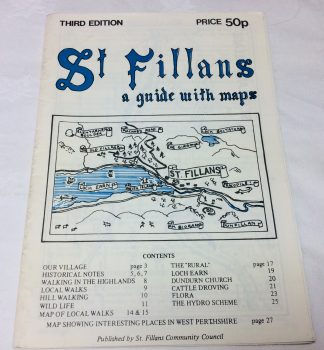 THIRD EDITION PRICE 50p
St Fillans
a guide with maps
ST FILLANS
CONTENTS
OUR VILLAGE page 3
HISTORICAL NOTES 5, 6, 7
WALKING IN THE HIGHLANDS 8
LOCAL WALKS 9
HILL WALKING 10
WILD LIFE 11
MAP OF LOCAL WALKS 14 & 15
THE "RURAL" page 17
LOCH EARN 19
DUNDURN CHURCH 20
CATTLE DROVING 21
FLORA 23
THE HYDRO SCHEME 25
MAP SHOWING INTERESTING PLACES IN WEST PERTHSHIRE page 27
Published by St. Fillans Community Council